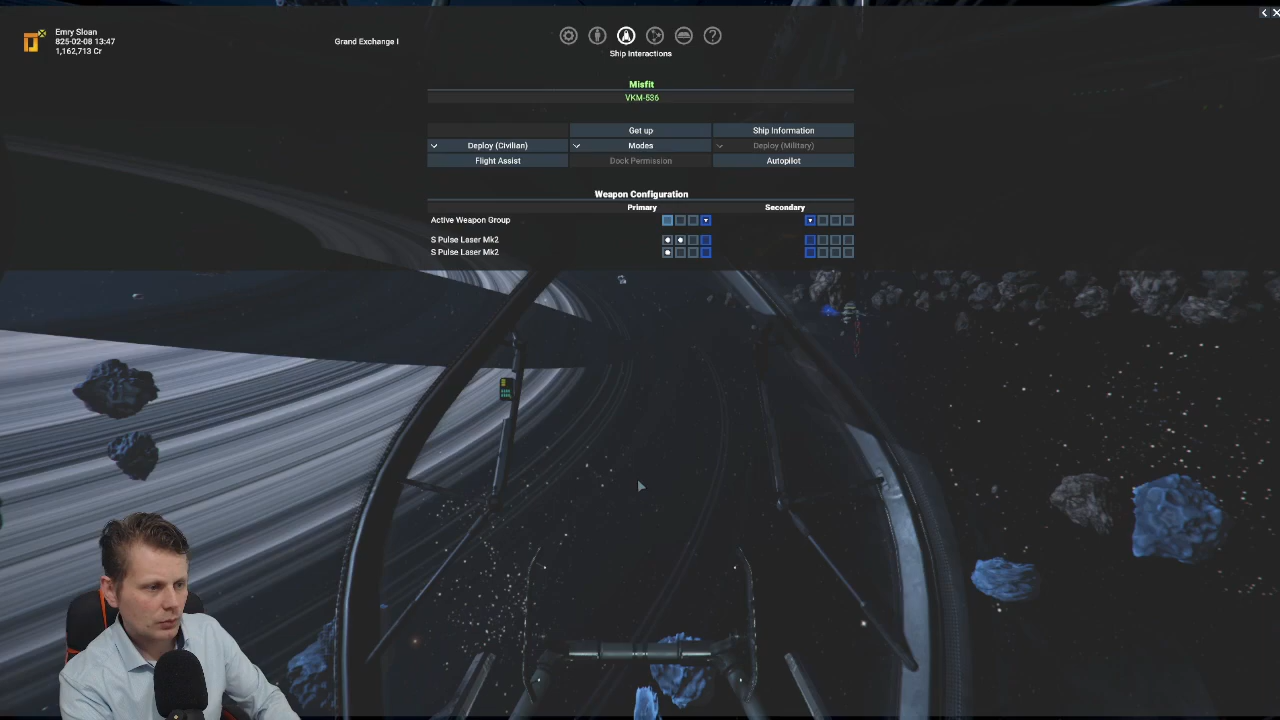 Emry Sloan
825-02-08 13:47
1,162,713 Cr
Grand Exchange I
Ship Interactions
Misfit
VKM-536
Get up
Ship Information
Deploy (Civilian)
Modes
Deploy (Military)
Flight Assist
Dock Permission
Autopilot
Weapon Configuration
Primary
Secondary
Active Weapon Group
S Pulse Laser Mk2
S Pulse Laser Mk2